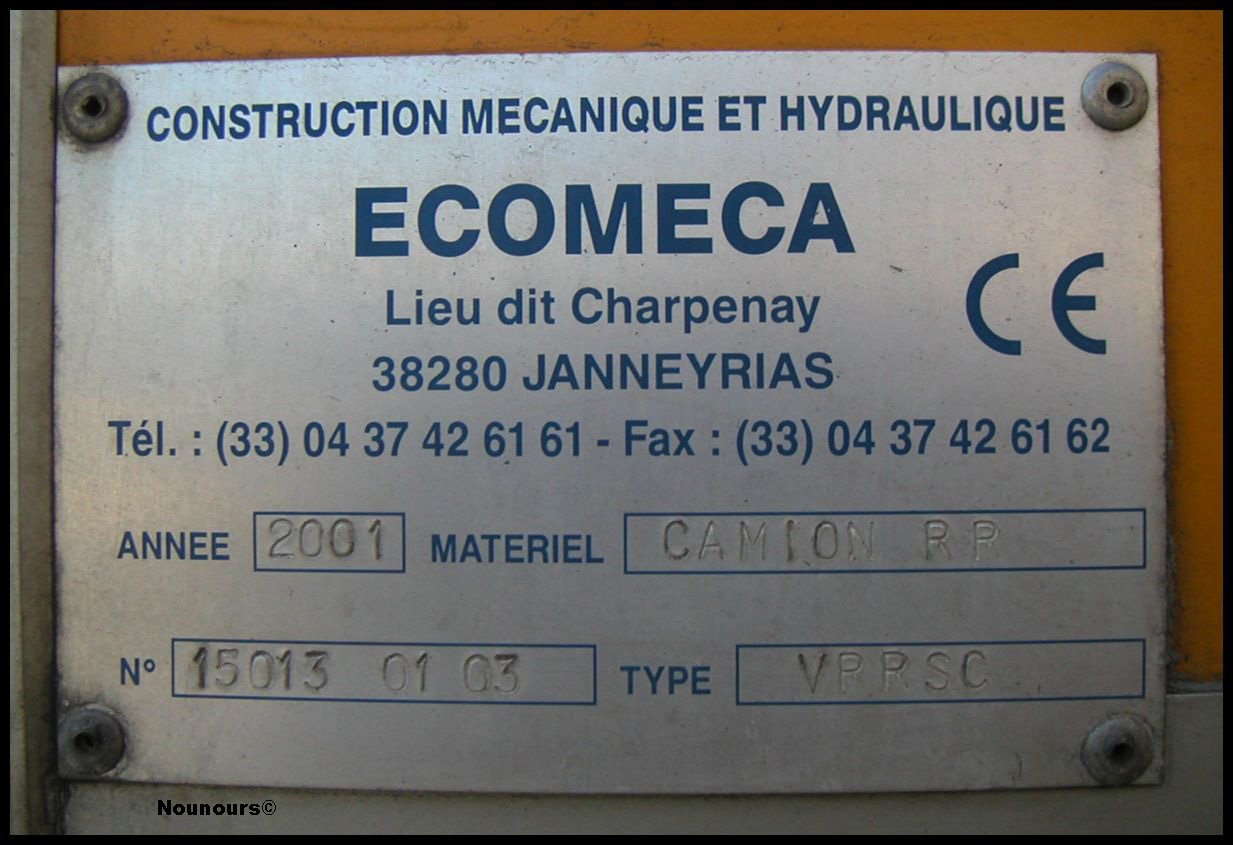 CONSTRUCTION MECANIQUE ET HYDRAULIQUE
ECOMECA
Lieu dit Charpenay
CE
38280 JANNEYRIAS
Tél. : (33) 04 37 42 61 61 - Fax : (33) 04 37 42 61 62
ANNEE 2001 MATERIEL CAMION RR
N° 15013 01 03 TYPE VRRSC
Nounours©